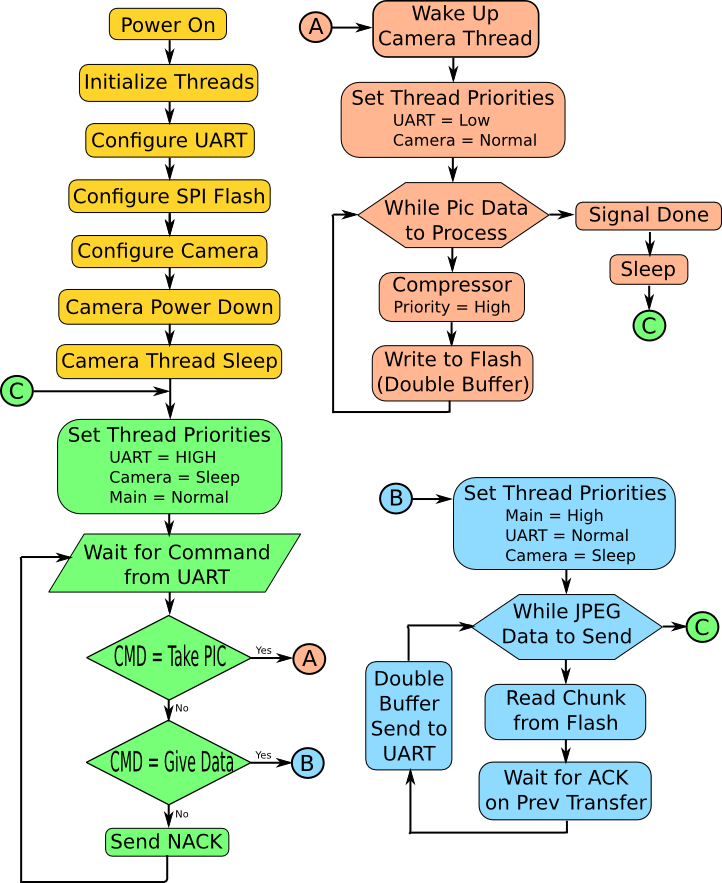 Power On
Initialize Threads
Configure UART
Configure SPI Flash
Configure Camera
Camera Power Down
Camera Thread Sleep
C
Set Thread Priorities
UART = HIGH
Camera = Sleep
Main = Normal
Wait for Command
from UART
CMD = Take PIC
Yes
A
No
CMD = Give Data
Yes
B
No
Send NACK
A
Wake Up
Camera Thread
Set Thread Priorities
UART = Low
Camera = Normal
While Pic Data
to Process
Signal Done
Sleep
C
Compressor
Priority = High
Write to Flash
(Double Buffer)
B
Set Thread Priorities
Main = High
UART = Normal
Camera = Sleep
While JPEG
Data to Send
C
Read Chunk
from Flash
Wait for ACK
on Prev Transfer
Double
Buffer
Send to
UART